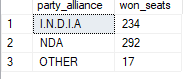 party_alliance won_seats
1 I.N.D.I.A 234
2 NDA 292
3 OTHER 17